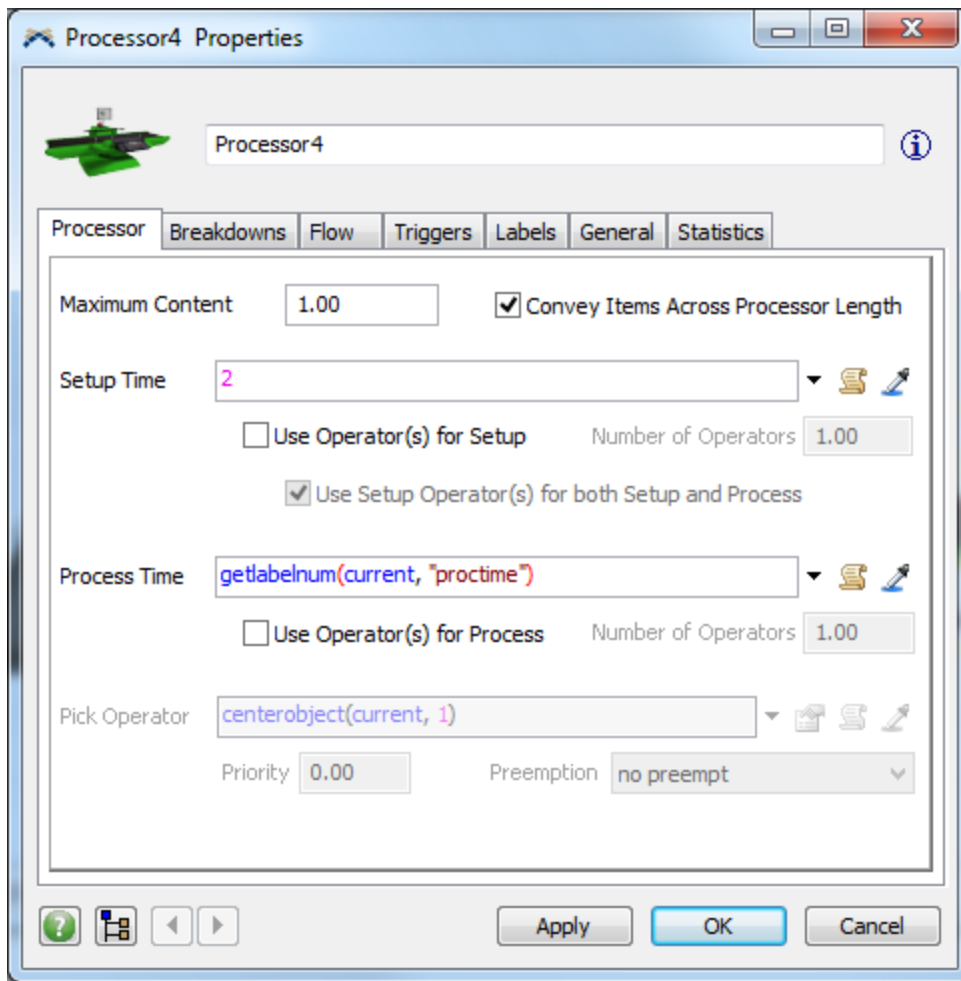 Processor4 Properties
Processor4
Processor Breakdowns Flow Triggers Labels General Statistics
Maximum Content 1.00 Convey Items Across Processor Length
Setup Time 2
Use Operator(s) for Setup Number of Operators 1.00
Use Setup Operator(s) for both Setup and Process
Process Time getlabelnum(current, "proctime")
Use Operator(s) for Process Number of Operators 1.00
Pick Operator centerobject(current, 1)
Priority 0.00 Preemption no preempt
Apply OK Cancel